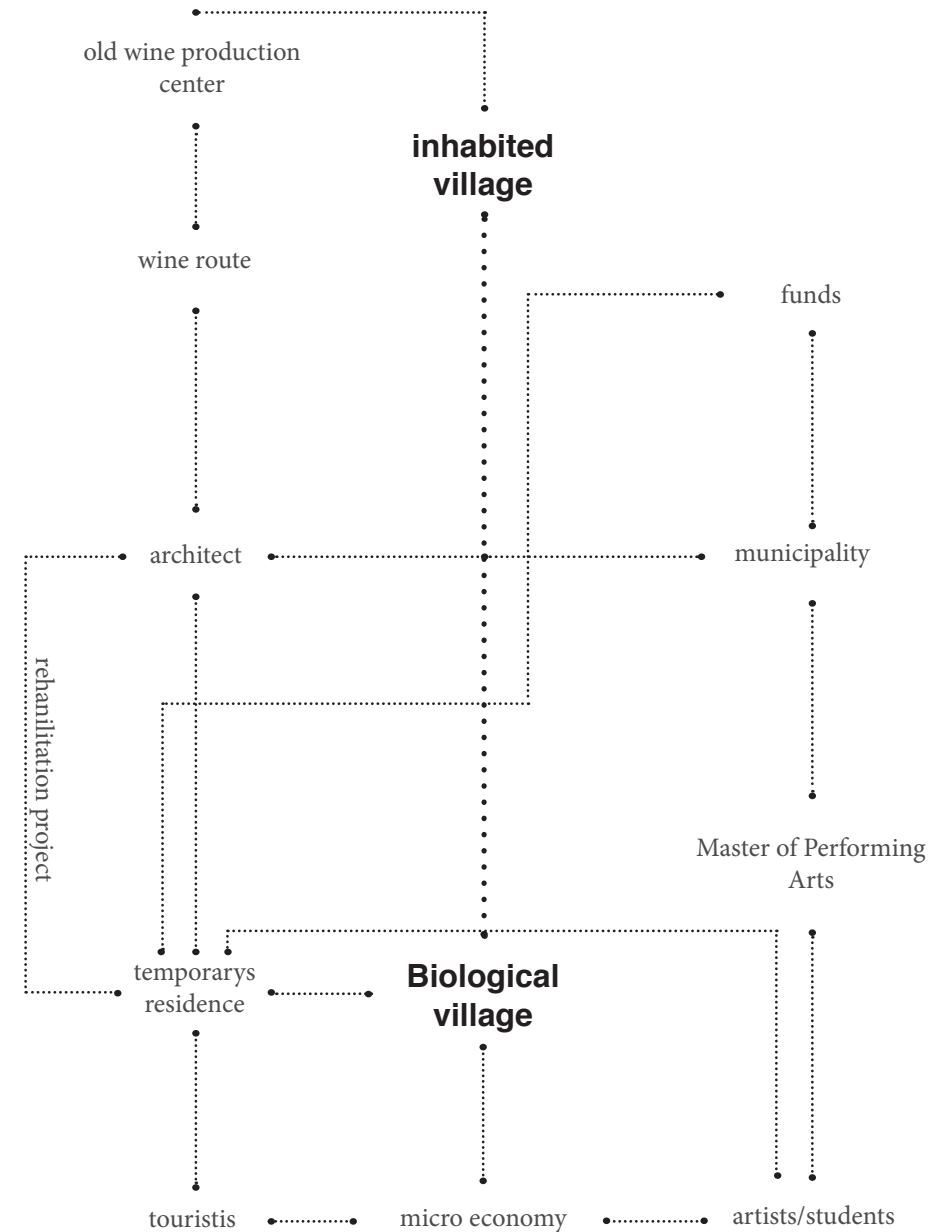 old wine production
center
inhabited
village
wine route
funds
architect
municipality
rehanilitation project
Master of Performing
Arts
temporarys
residence
Biological
village
touristis
micro economy
artists/students